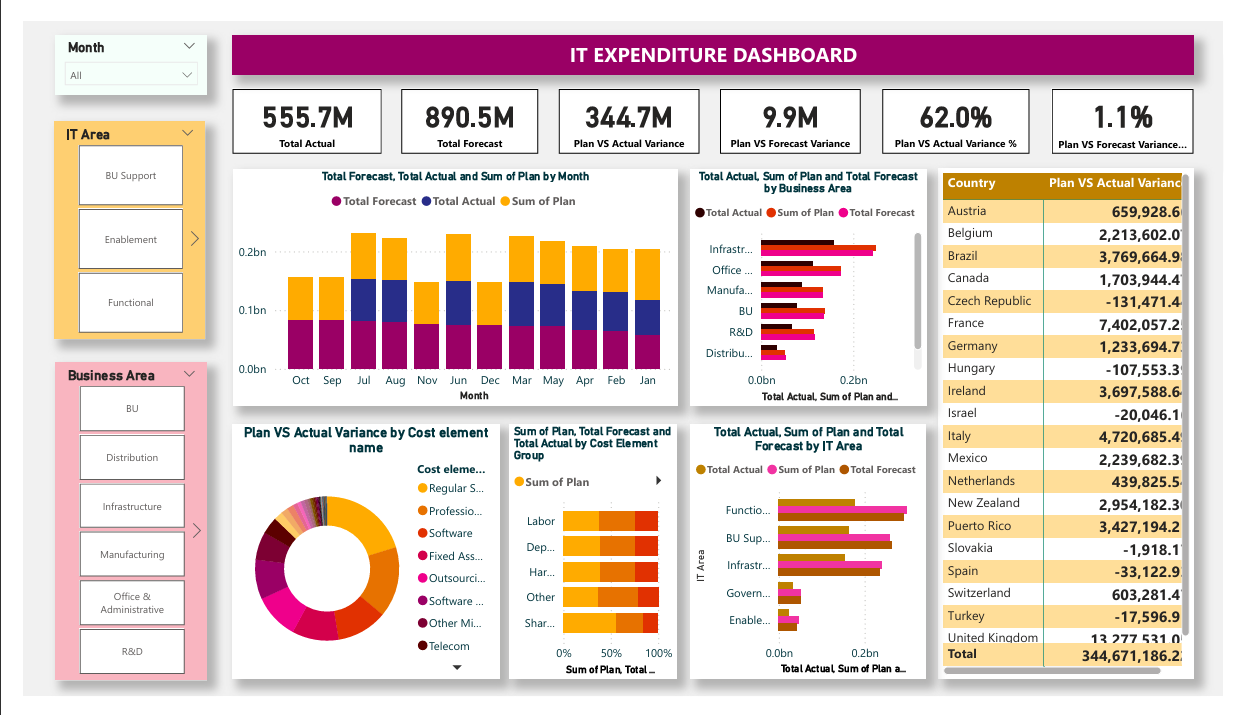 Month
All
IT Area
BU Support
Enablement
Functional
Business Area
BU
Distribution
Infrastructure
Manufacturing
Office &
Administrative
R&D
IT EXPENDITURE DASHBOARD
555.7M
Total Actual
890.5M
Total Forecast
344.7M
Plan VS Actual Variance
9.9M
Plan VS Forecast Variance
62.0%
Plan VS Actual Variance %
1.1%
Plan VS Forecast Variance...
Total Forecast, Total Actual and Sum of Plan by Month
Total Forecast Total Actual Sum of Plan
0.2bn
0.1bn
0.0bn
Oct Sep Jul Aug Nov Jun Dec Mar May Apr Feb Jan
Month
Total Actual, Sum of Plan and Total Forecast
by Business Area
Total Actual Sum of Plan Total Forecast
Infrastr...
Office ...
Manufa...
BU
R&D
Distribu...
0.0bn 0.2bn
Total Actual, Sum of Plan and...
Plan VS Actual Variance by Cost element
name
Cost eleme...
Regular S...
Professio...
Software
Fixed Ass...
Outsourci...
Software ...
Other Mi...
Telecom
Sum of Plan, Total Forecast and
Total Actual by Cost Element
Group
Sum of Plan
Labor
Dep...
Har...
Other
Shar...
0% 50% 100%
Sum of Plan, Total ...
Total Actual, Sum of Plan and Total
Forecast by IT Area
Total Actual Sum of Plan Total Forecast
IT Area
Functio...
BU Sup...
Infrastr...
Govern...
Enable...
0.0bn 0.2bn
Total Actual, Sum of Plan a...
Country Plan VS Actual Variance
Austria 659,928.6
Belgium 2,213,602.0
Brazil 3,769,664.9
Canada 1,703,944.4
Czech Republic -131,471.4
France 7,402,057.2
Germany 1,233,694.7
Hungary -107,553.3
Ireland 3,697,588.6
Israel -20,046.1
Italy 4,720,685.4
Mexico 2,239,682.3
Netherlands 439,825.5
New Zealand 2,954,182.3
Puerto Rico 3,427,194.2
Slovakia -1,918.1
Spain -33,122.9
Switzerland 603,281.4
Turkey -17,596.9
United Kingdom 13,277,531.0
Total 344,671,186.2